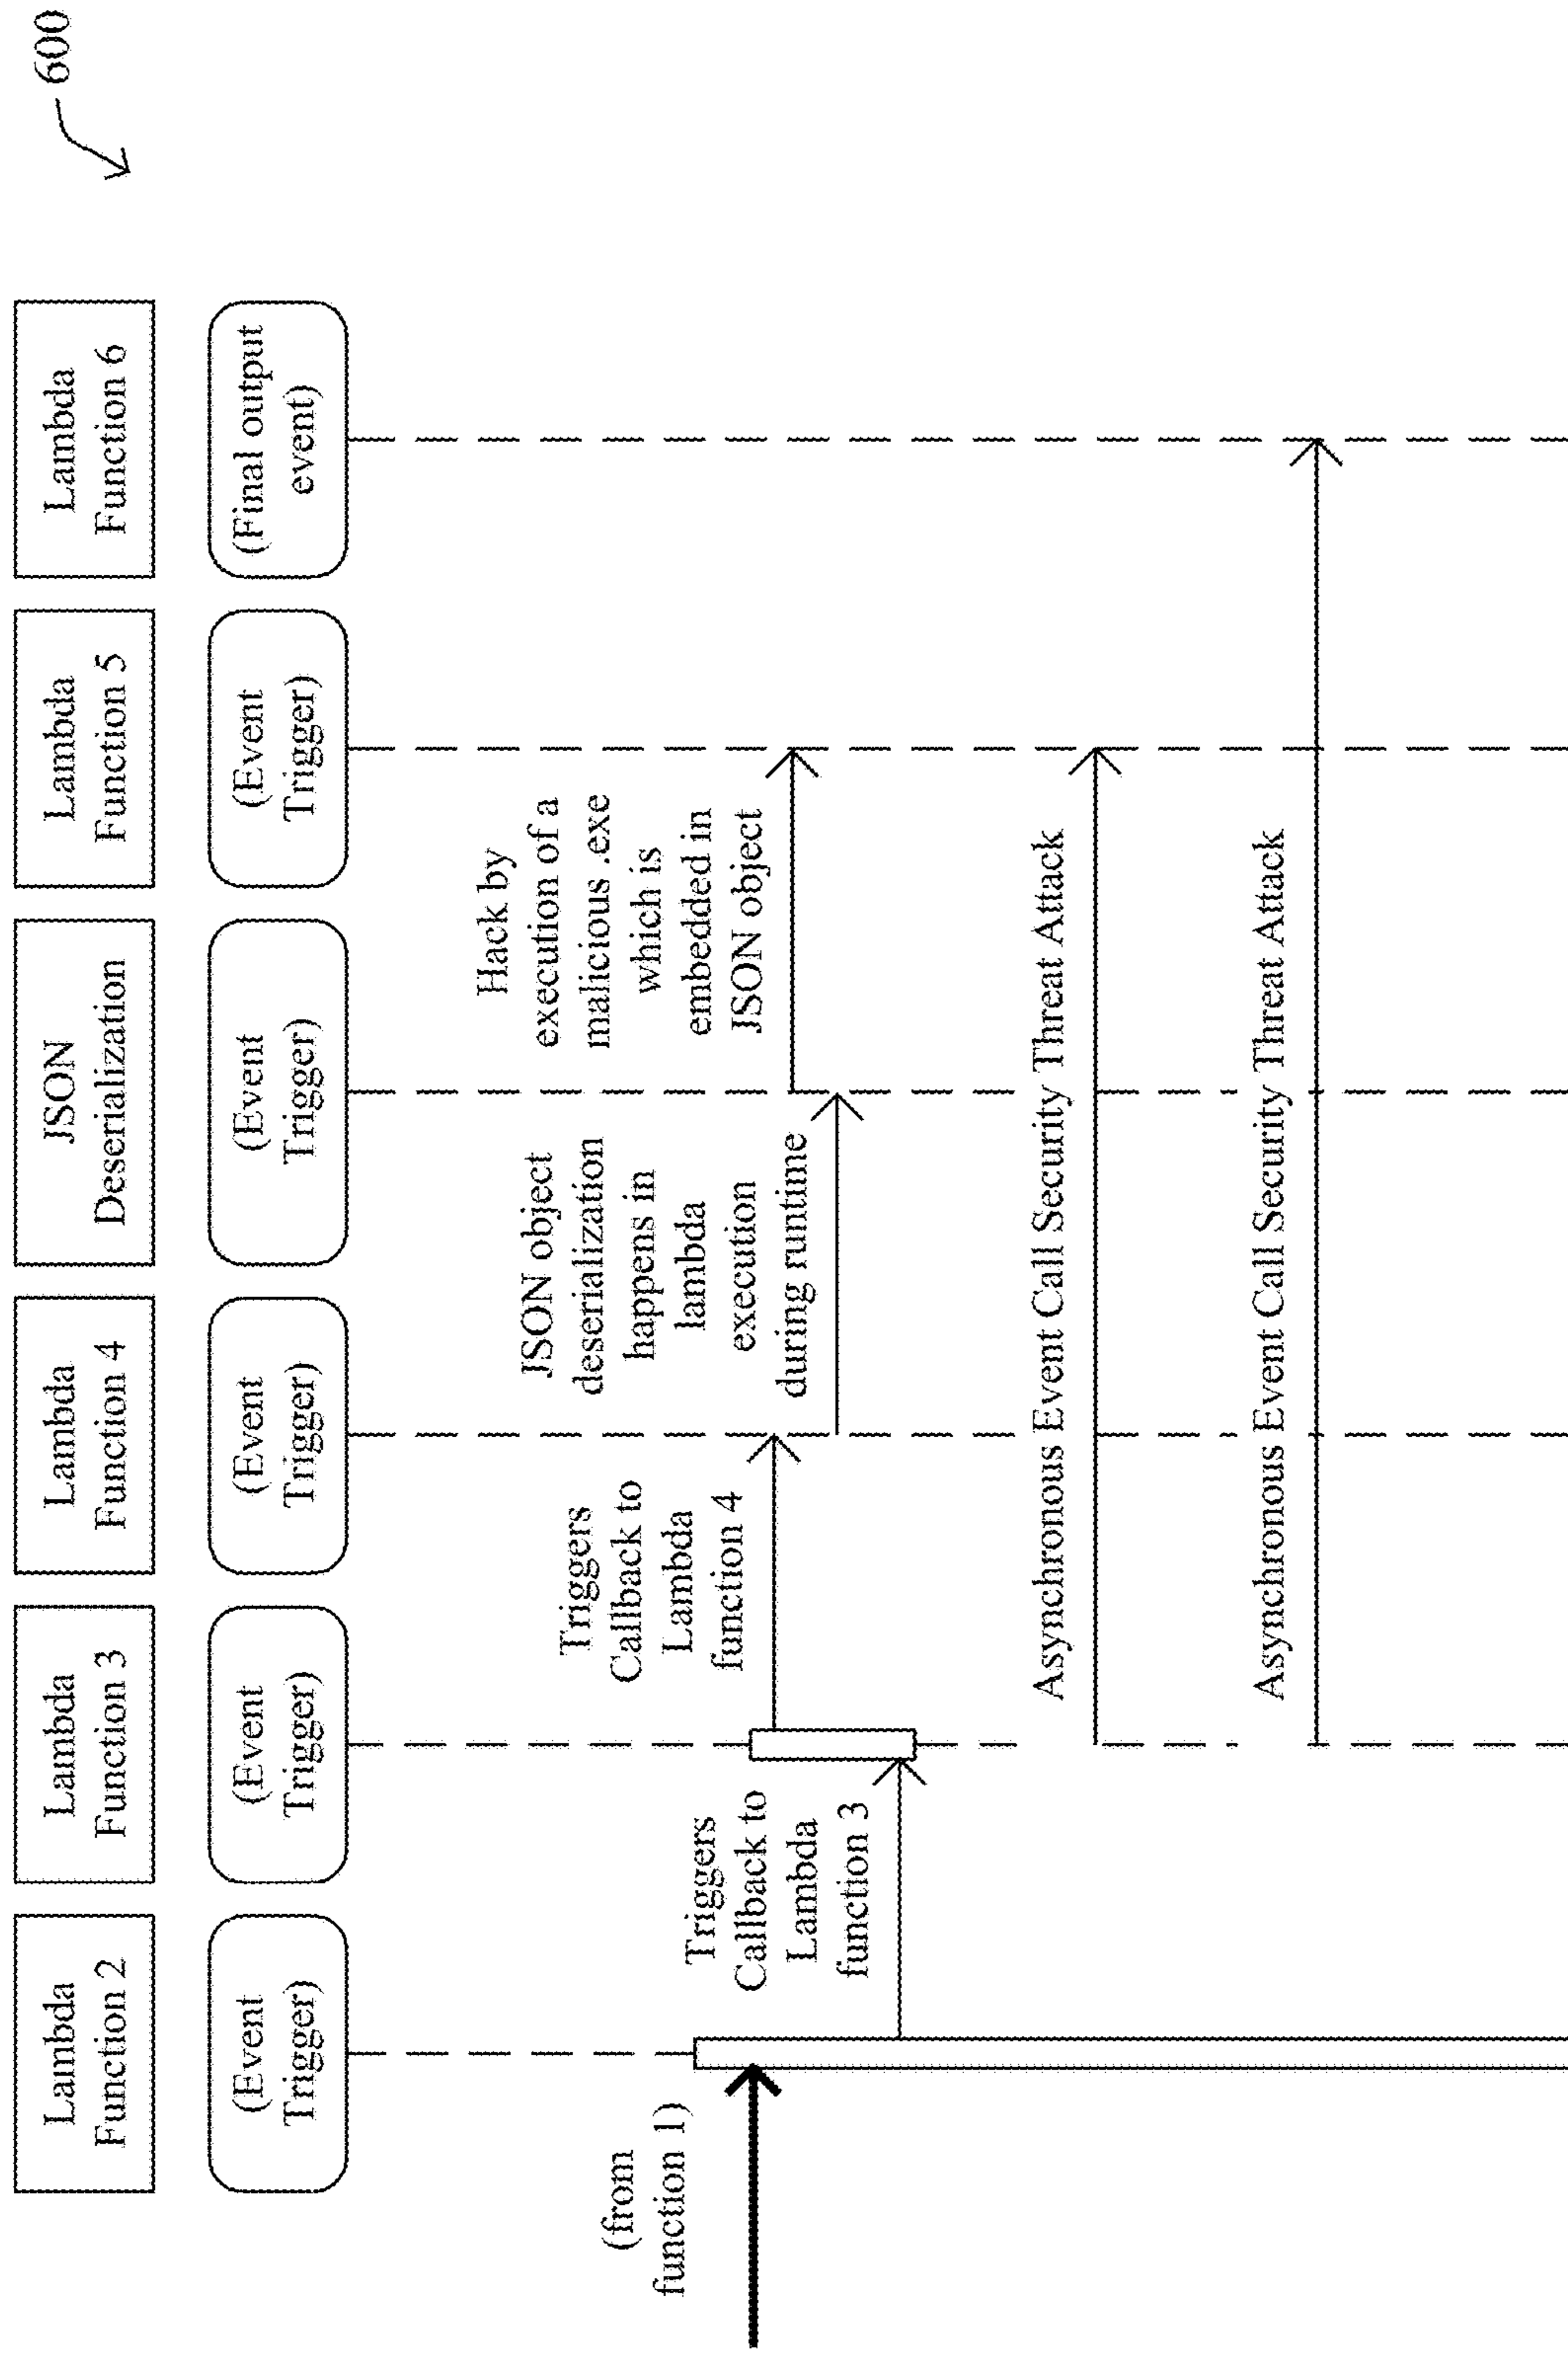 600
Lambda
Function 2
Lambda
Function 3
Lambda
Function 4
JSON
Deserialization
Lambda
Function 5
Lambda
Function 6
(Event
Trigger)
(Event
Trigger)
(Event
Trigger)
(Event
Trigger)
(Event
Trigger)
(Final output
event)
(from
function 1)
Triggers
Callback to
Lambda
function 3
Triggers
Callback to
Lambda
function 4
JSON object
deserialization
happens in
lambda
execution
during runtime
Hack by
execution of a
malicious .exe
which is
embedded in
JSON object
Asynchronous Event Call Security Threat Attack
Asynchronous Event Call Security Threat Attack